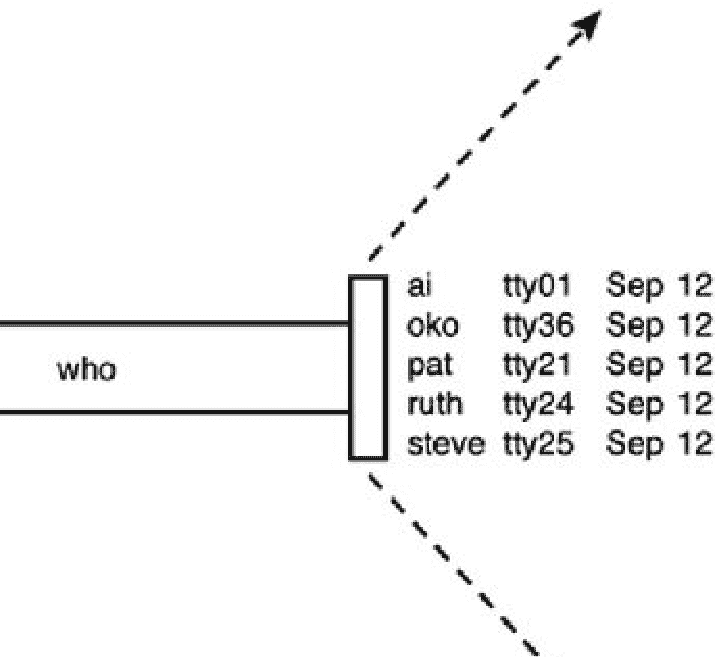 who
ai tty01 Sep 12
oko tty36 Sep 12
pat tty21 Sep 12
ruth tty24 Sep 12
steve tty25 Sep 12